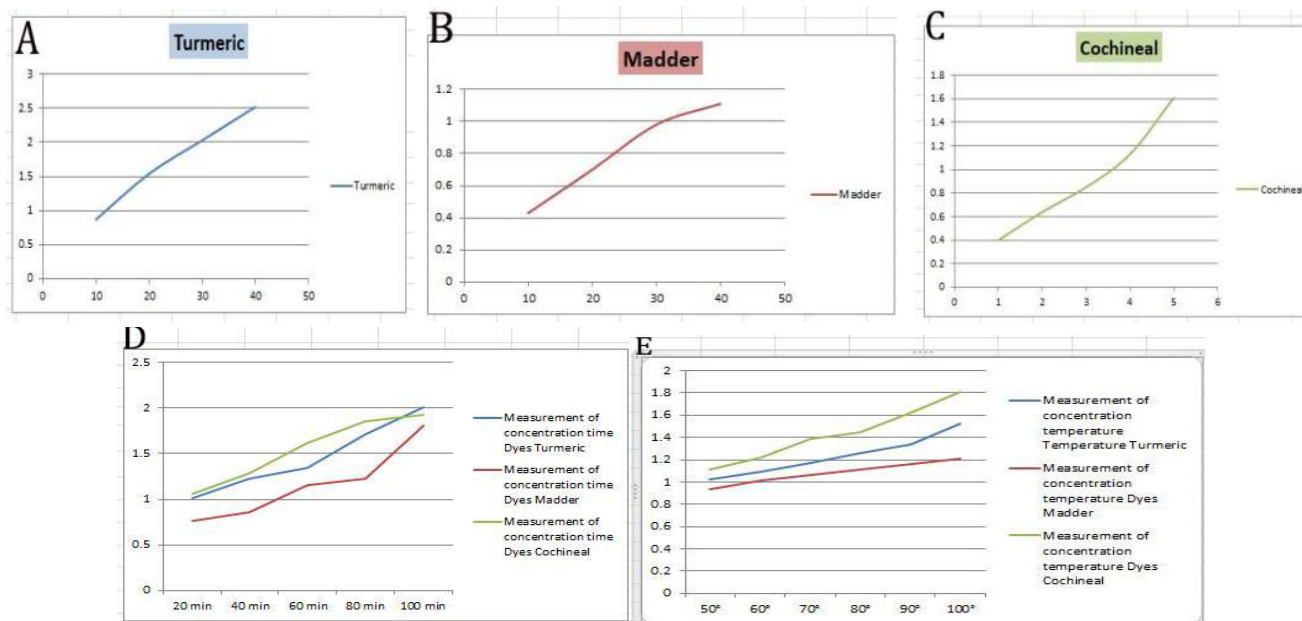 A
Turmeric
3
2.5
2
1.5
1
0.5
0
0
10
20
30
40
50
Turmeric
B
Madder
1.2
1
0.8
0.6
0.4
0.2
0
0
10
20
30
40
50
Madder
C
Cochineal
1.8
1.6
1.4
1.2
1
0.8
0.6
0.4
0.2
0
0
1
2
3
4
5
6
Cochineal
D
2.5
2
1.5
1
0.5
0
20 min
40 min
60 min
80 min
100 min
Measurement of
concentration time
Dyes Turmeric
Measurement of
concentration time
Dyes Madder
Measurement of
concentration time
Dyes Cochineal
E
2
1.8
1.6
1.4
1.2
1
0.8
0.6
0.4
0.2
0
50°
60°
70°
80°
90°
100°
Measurement of
concentration
temperature
Temperature Turmeric
Measurement of
concentration
temperature Dyes
Madder
Measurement of
concentration
temperature Dyes
Cochineal